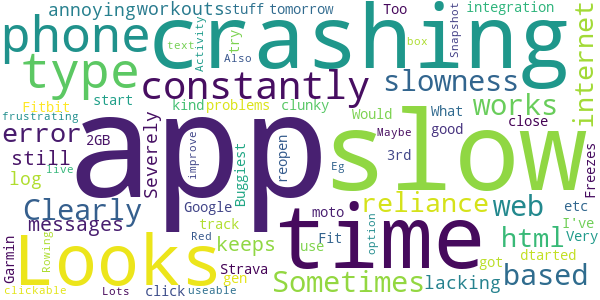 annoying workouts stuff tomorrow Too integration
phone crashing
text Activity Also try box Snapshot
type constantly slowness internet
Fitbit start kind problems clunky Would What works
frustrating error 2GB Severely app slow good close
still improve Buggiest reopen 3rd Maybe Freezes
log live Eg reliance
Clearly Google time web etc I've
messages track moto option html Very
Garmin Rowing Looks keeps Red Fit use got dtarted
Strava Sometimes lacking based
clickable Lots click useable gen